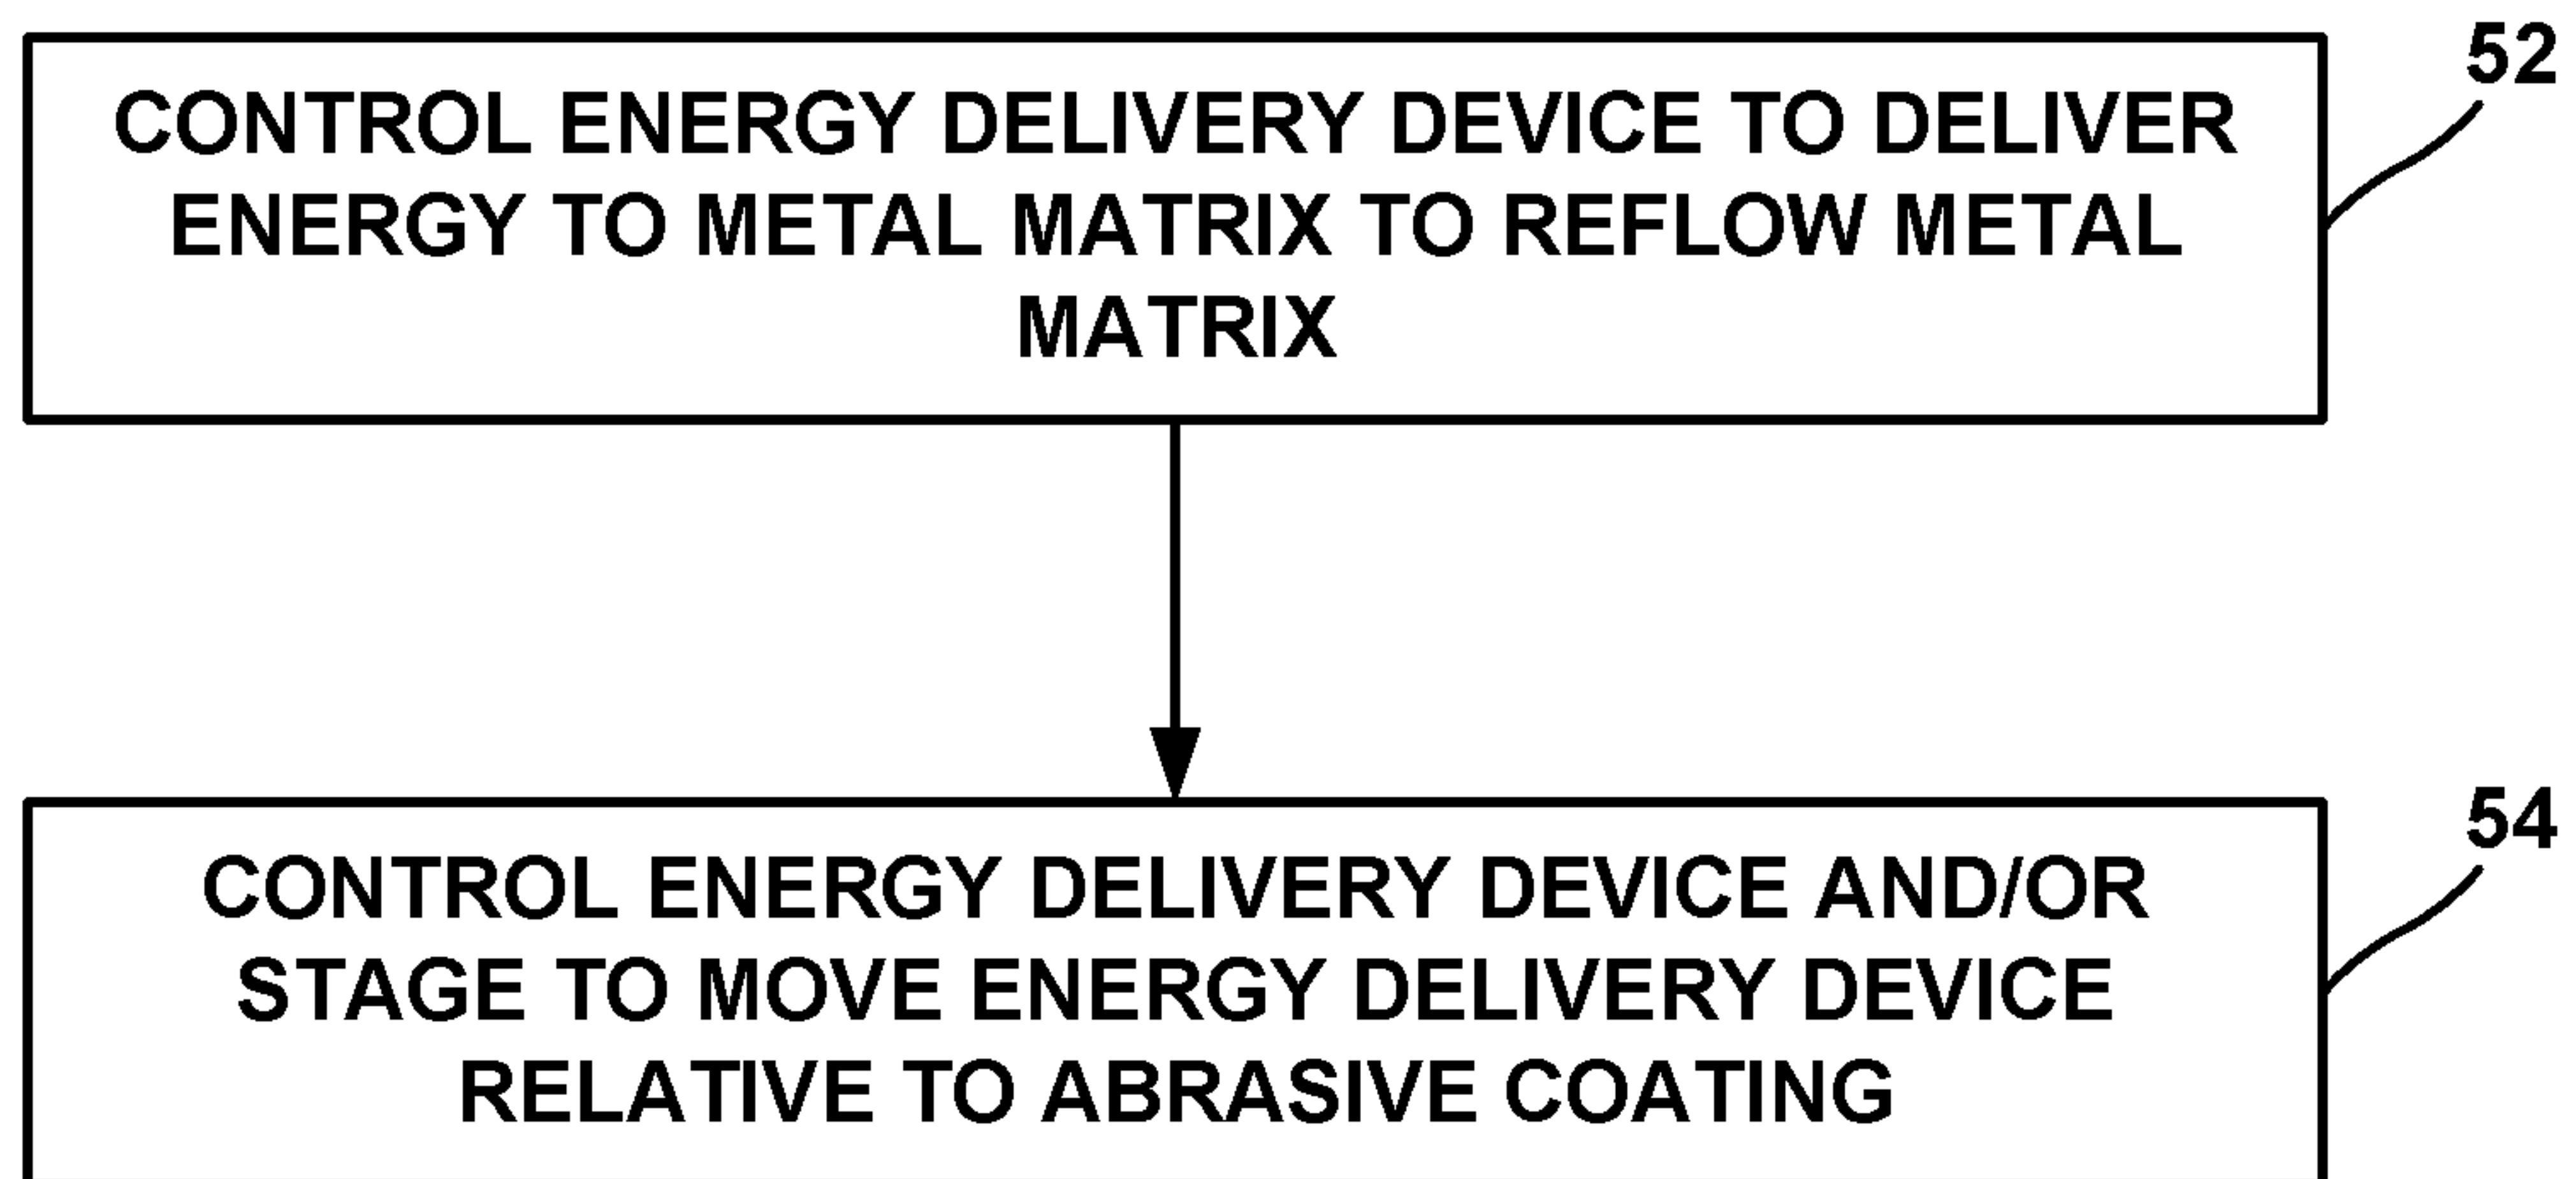 52
CONTROL ENERGY DELIVERY DEVICE TO DELIVER
ENERGY TO METAL MATRIX TO REFLOW METAL
MATRIX
54
CONTROL ENERGY DELIVERY DEVICE AND/OR
STAGE TO MOVE ENERGY DELIVERY DEVICE
RELATIVE TO ABRASIVE COATING